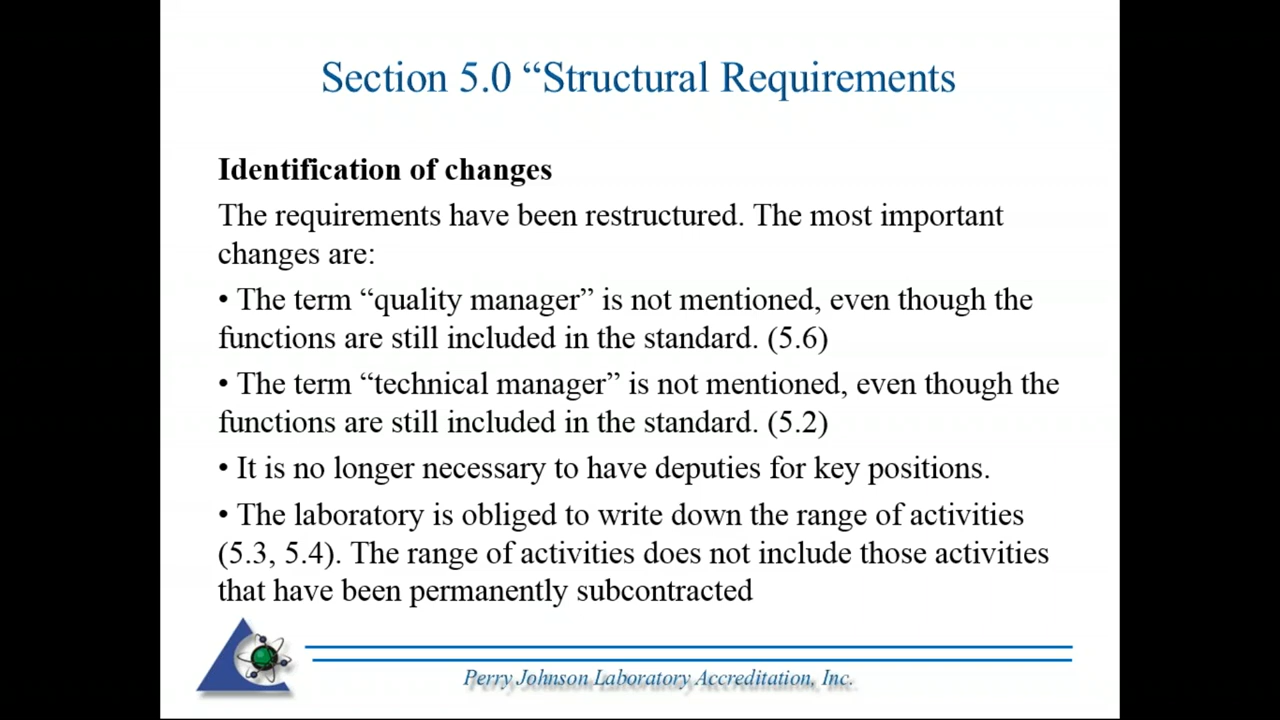 Section 5.0 “Structural Requirements
Identification of changes
The requirements have been restructured. The most important
changes are:
• The term “quality manager” is not mentioned, even though the
functions are still included in the standard. (5.6)
• The term “technical manager” is not mentioned, even though the
functions are still included in the standard. (5.2)
• It is no longer necessary to have deputies for key positions.
• The laboratory is obliged to write down the range of activities
(5.3, 5.4). The range of activities does not include those activities
that have been permanently subcontracted
Perry Johnson Laboratory Accreditation, Inc.